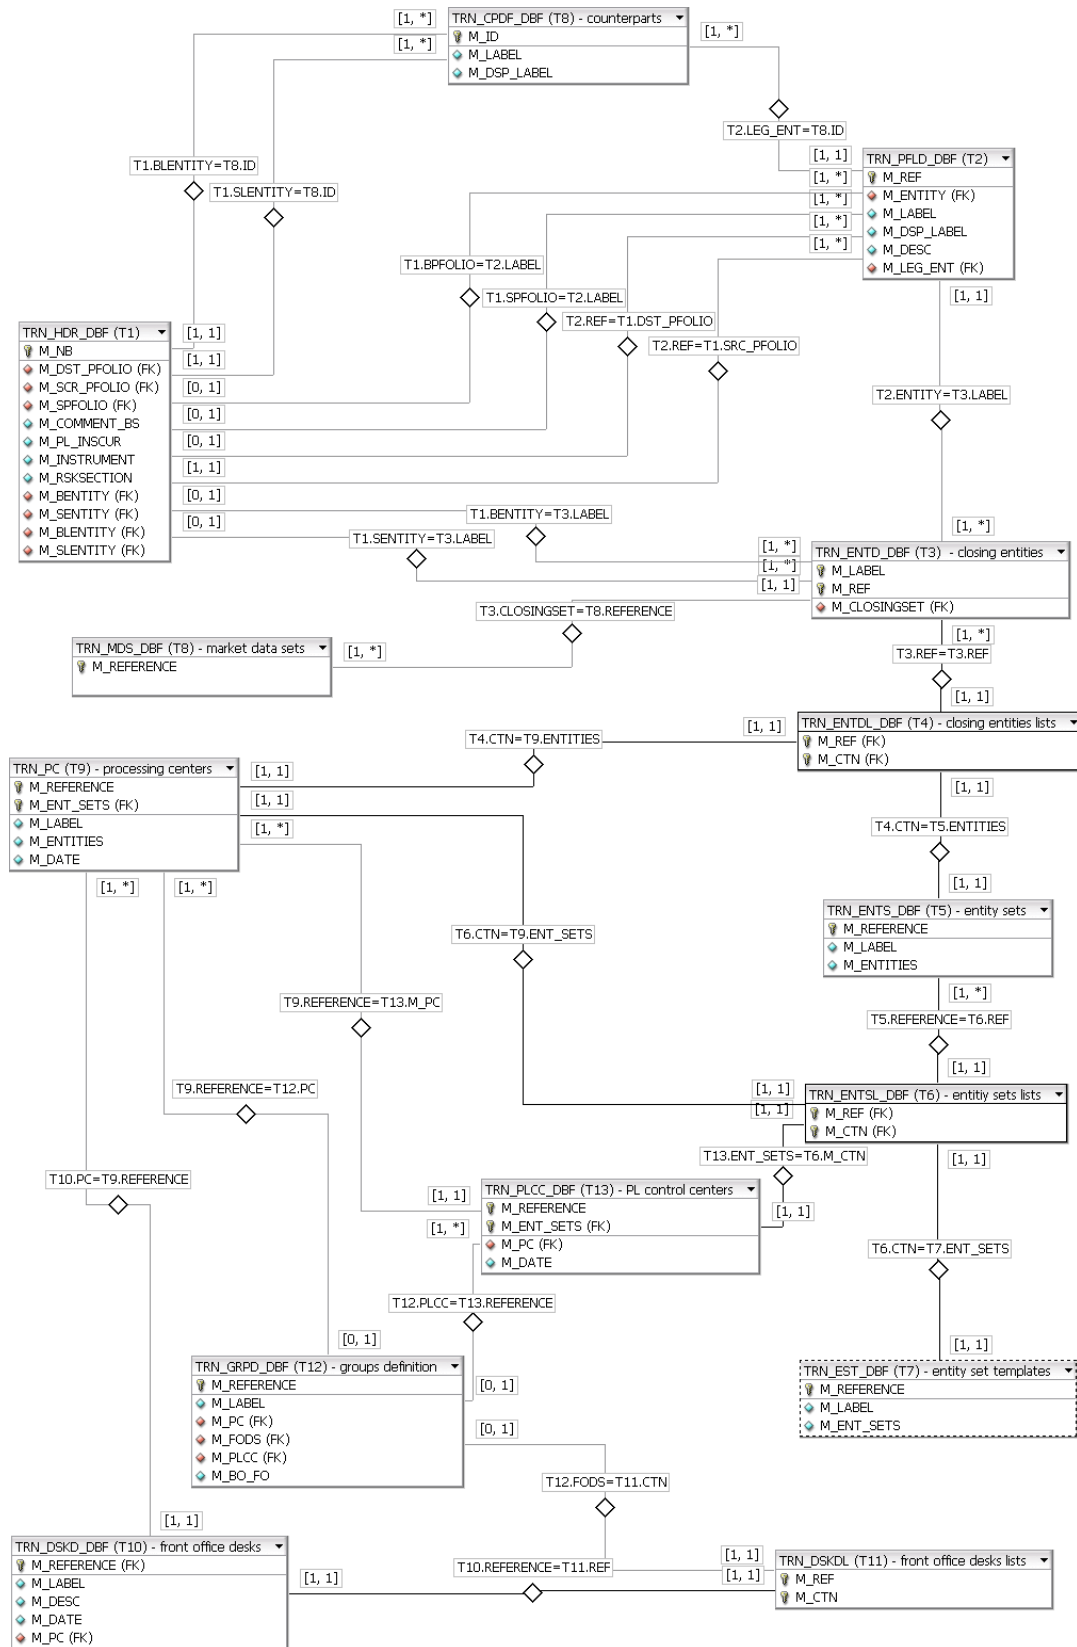 [1, *]
TRN_CPDF_DBF (T8) - counterparts
M_ID
M_LABEL
M_DSP_LABEL
[1, *]
[1, *]
T2.LEG_ENT=T8.ID
T1.BLENTITY=T8.ID
T1.SLENTITY=T8.ID
[1, 1]
[1, *]
[1, *]
[1, *]
[1, *]
TRN_PFLD_DBF (T2)
M_REF
M_ENTITY (FK)
M_LABEL
M_DSP_LABEL
M_DESC
M_LEG_ENT (FK)
[1, 1]
T1.BPFOLIO=T2.LABEL
T1.SPFOLIO=T2.LABEL
T2.REF=T1.DST_PFOLIO
T2.REF=T1.SRC_PFOLIO
TRN_HDR_DBF (T1)
M_NB
M_DST_PFOLIO (FK)
M_SCR_PFOLIO (FK)
M_SPFOLIO (FK)
M_COMMENT_BS
M_PL_INSCUR
M_INSTRUMENT
M_RSKSECTION
M_BENTITY (FK)
M_SENTITY (FK)
M_BLENTITY (FK)
M_SLENTITY (FK)
[1, 1]
[1, 1]
[0, 1]
[0, 1]
[0, 1]
[1, 1]
[0, 1]
[0, 1]
T2.ENTITY=T3.LABEL
T1.BENTITY=T3.LABEL
T1.SENTITY=T3.LABEL
[1, *]
[1, *]
[1, *]
[1, 1]
TRN_ENTD_DBF (T3) - closing entities
M_LABEL
M_REF
M_CLOSINGSET (FK)
T3.CLOSINGSET=T8.REFERENCE
TRN_MDS_DBF (T8) - market data sets
M_REFERENCE
[1, *]
[1, *]
T3.REF=T3.REF
[1, 1]
[1, 1]
TRN_ENTDL_DBF (T4) - closing entities lists
M_REF (FK)
M_CTN (FK)
[1, 1]
T4.CTN=T9.ENTITIES
TRN_PC (T9) - processing centers
M_REFERENCE
M_ENT_SETS (FK)
M_LABEL
M_ENTITIES
M_DATE
[1, 1]
[1, 1]
[1, *]
[1, *]
[1, *]
T4.CTN=T5.ENTITIES
[1, 1]
TRN_ENTS_DBF (T5) - entity sets
M_REFERENCE
M_LABEL
M_ENTITIES
T6.CTN=T9.ENT_SETS
[1, *]
T9.REFERENCE=T13.M_PC
T5.REFERENCE=T6.REF
[1, 1]
T9.REFERENCE=T12.PC
[1, 1]
[1, 1]
TRN_ENTSL_DBF (T6) - entitiy sets lists
M_REF (FK)
M_CTN (FK)
[1, 1]
T13.ENT_SETS=T6.M_CTN
T10.PC=T9.REFERENCE
[1, 1]
[1, *]
TRN_PLCC_DBF (T13) - PL control centers
M_REFERENCE
M_ENT_SETS (FK)
M_PC (FK)
M_DATE
[1, 1]
T6.CTN=T7.ENT_SETS
T12.PLCC=T13.REFERENCE
[0, 1]
[1, 1]
TRN_GRPD_DBF (T12) - groups definition
M_REFERENCE
M_LABEL
M_PC (FK)
M_FODS (FK)
M_PLCC (FK)
M_BO_FO
[0, 1]
[0, 1]
TRN_EST_DBF (T7) - entity set templates
M_REFERENCE
M_LABEL
M_ENT_SETS
T12.FODS=T11.CTN
[1, 1]
TRN_DSKD_DBF (T10) - front office desks
M_REFERENCE (FK)
M_LABEL
M_DESC
M_DATE
M_PC (FK)
[1, 1]
T10.REFERENCE=T11.REF
[1, 1]
[1, 1]
TRN_DSKDL (T11) - front office desks lists
M_REF
M_CTN